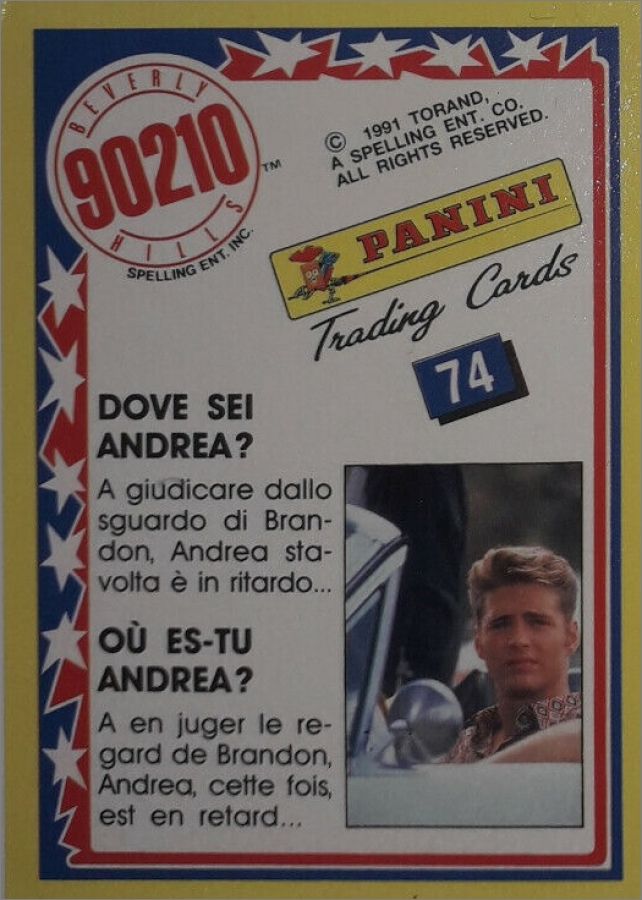 BEVERLY
90210
HILLS
TM
SPELLING ENT. INC.
© 1991 TORAND,
A SPELLING ENT. CO.
ALL RIGHTS RESERVED.
PANINI
Trading Cards
74
DOVE SEI
ANDREA?
A giudicare dallo
sguardo di Bran-
don, Andrea sta-
volta è in ritardo...
OÙ ES-TU
ANDREA?
A en juger le re-
gard de Brandon,
Andrea, cette fois,
est en retard...